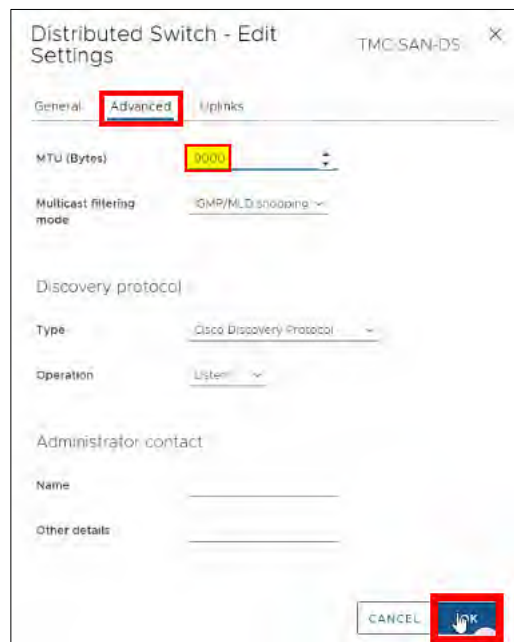 Distributed Switch - Edit
Settings
TMC-SAN-DS
General Advanced Uplinks
MTU (Bytes) 9000
Multicast filtering
mode
IGMP/MLD snooping
Discovery protocol
Type Cisco Discovery Protocol
Operation Listen
Administrator contact
Name
Other details
CANCEL OK